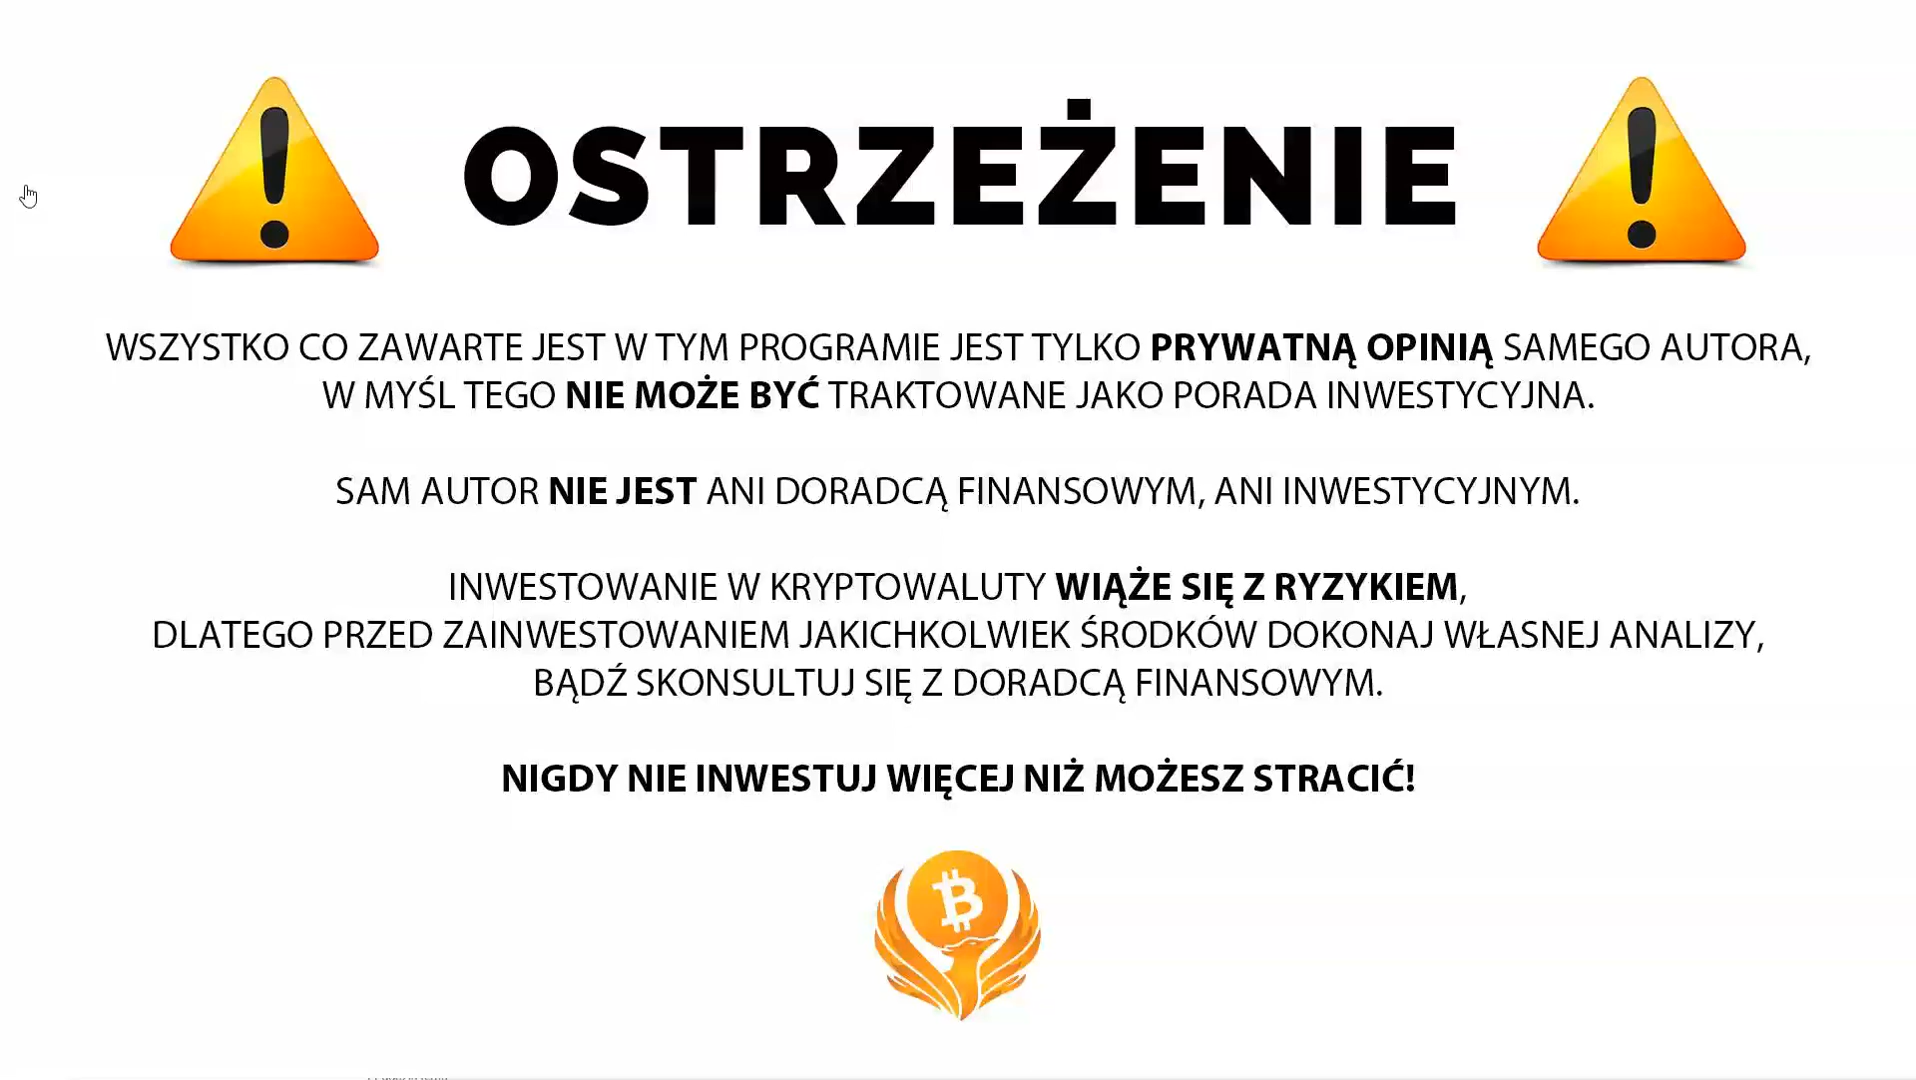 OSTRZEŻENIE
WSZYSTKO CO ZAWARTE JEST W TYM PROGRAMIE JEST TYLKO PRYWATNĄ OPINIĄ SAMEGO AUTORA,
W MYŚL TEGO NIE MOŻE BYĆ TRAKTOWANE JAKO PORADA INWESTYCYJNA.
SAM AUTOR NIE JEST ANI DORADCĄ FINANSOWYM, ANI INWESTYCYJNYM.
INWESTOWANIE W KRYPTOWALUTY WIĄŻE SIĘ Z RYZYKIEM,
DLATEGO PRZED ZAINWESTOWANIEM JAKICHKOLWIEK ŚRODKÓW DOKONAJ WŁASNEJ ANALIZY,
BĄDŹ SKONSULTUJ SIĘ Z DORADCĄ FINANSOWYM.
NIGDY NIE INWESTUJ WIĘCEJ NIŻ MOŻESZ STRACIĆ!